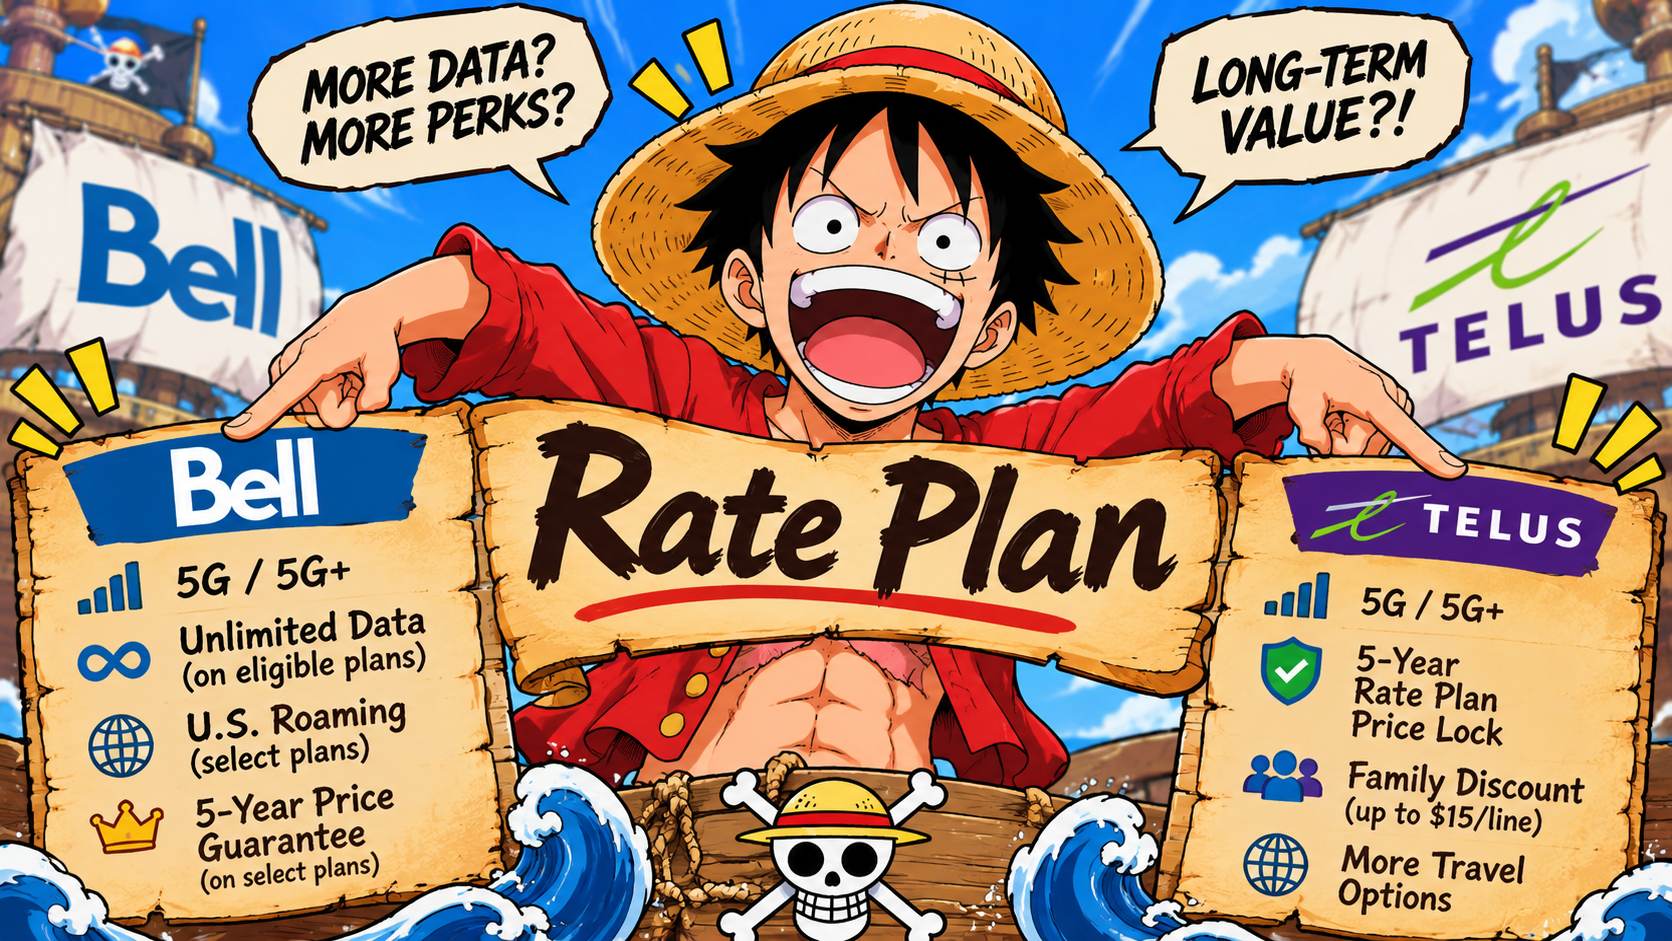 MORE DATA?
MORE PERKS?
LONG-TERM
VALUE?!
Bell
TELUS
Rate Plan
Bell
5G / 5G+
Unlimited Data
(on eligible plans)
U.S. Roaming
(select plans)
5-Year Price
Guarantee
(on select plans)
TELUS
5G / 5G+
5-Year
Rate Plan
Price Lock
Family Discount
(up to $15/line)
More Travel
Options